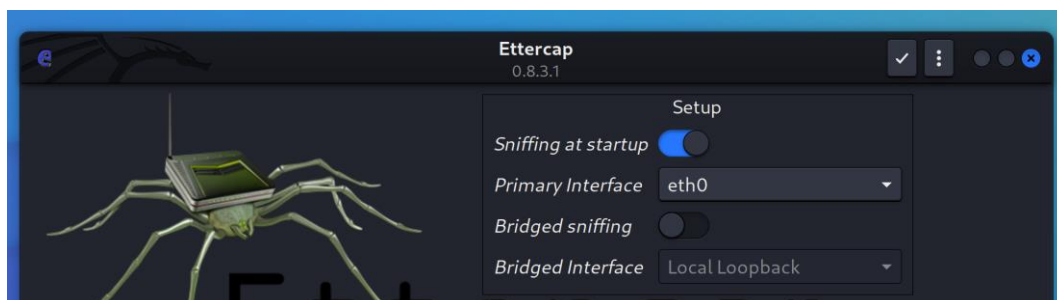 Ettercap
0.8.3.1
Setup
Sniffing at startup
Primary Interface eth0
Bridged sniffing
Bridged Interface Local Loopback